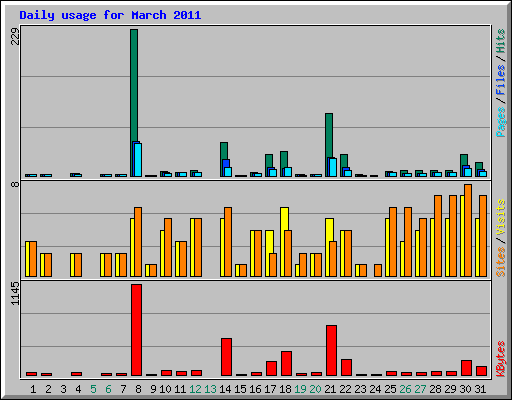 Daily usage for March 2011
229
Pages / Files / Hits
8
Sites / Visits
1145
KBytes
1 2 3 4 5 6 7 8 9 10 11 12 13 14 15 16 17 18 19 20 21 22 23 24 25 26 27 28 29 30 31